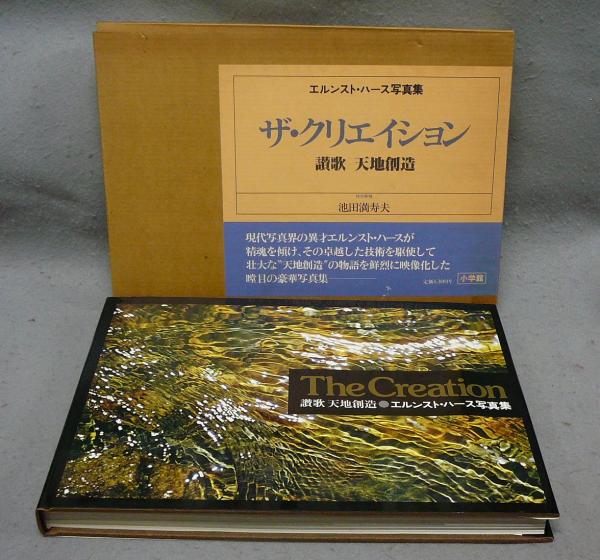 エルンスト・ハース写真集
ザ・クリエイション
讃歌 天地創造
池田満寿夫
現代写真界の異才エルンスト・ハースが
精魂を傾け、その卓越した技術を駆使して
壮大な“天地創造”の物語を鮮烈に映像化した
瞠目の豪華写真集———
小学館
The Creation
讃歌 天地創造●エルンスト・ハース写真集